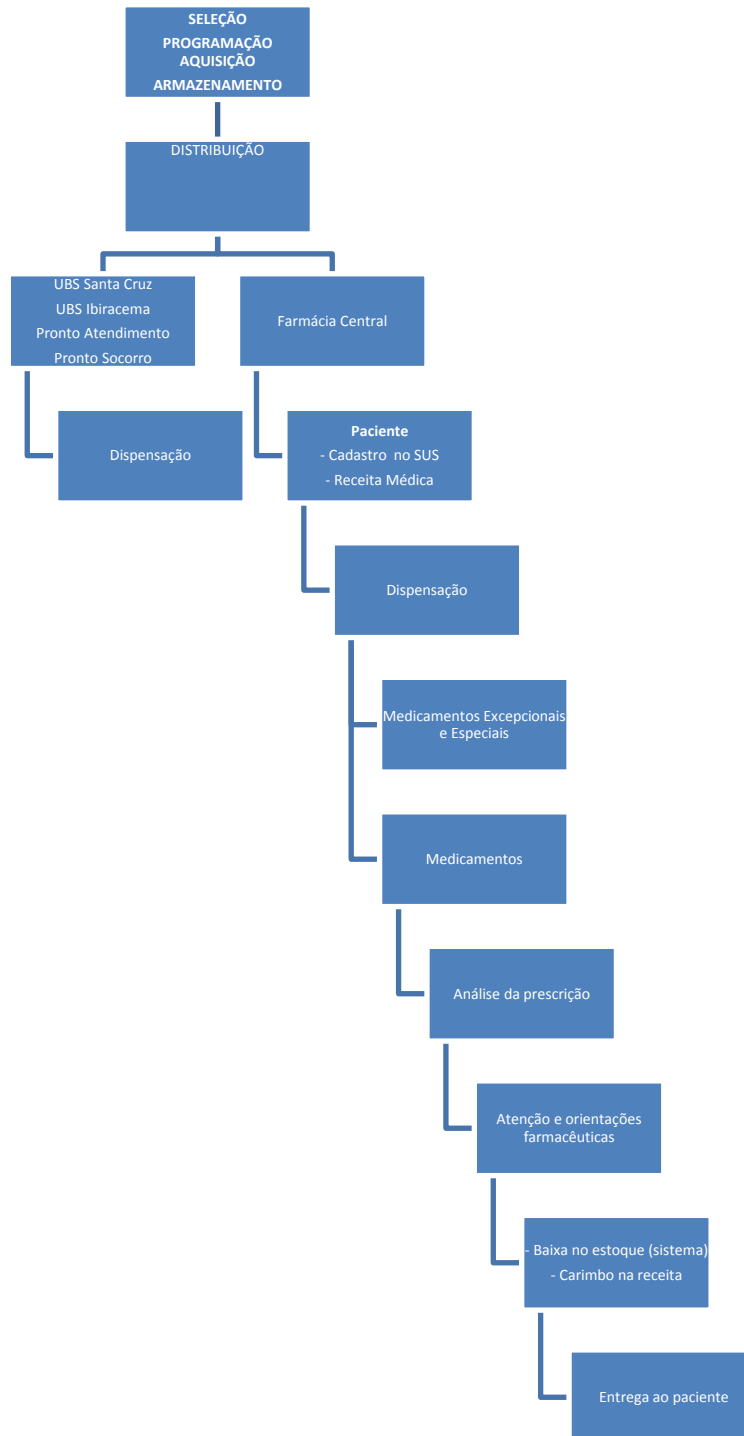 SELEÇÃO
PROGRAMAÇÃO
AQUISIÇÃO
ARMAZENAMENTO
DISTRIBUIÇÃO
UBS Santa Cruz
UBS Ibiracema
Pronto Atendimento
Pronto Socorro
Farmácia Central
Dispensação
Paciente
- Cadastro no SUS
- Receita Médica
Dispensação
Medicamentos Excepcionais
e Especiais
Medicamentos
Análise da prescrição
Atenção e orientações
farmacêuticas
- Baixa no estoque (sistema)
- Carimbo na receita
Entrega ao paciente